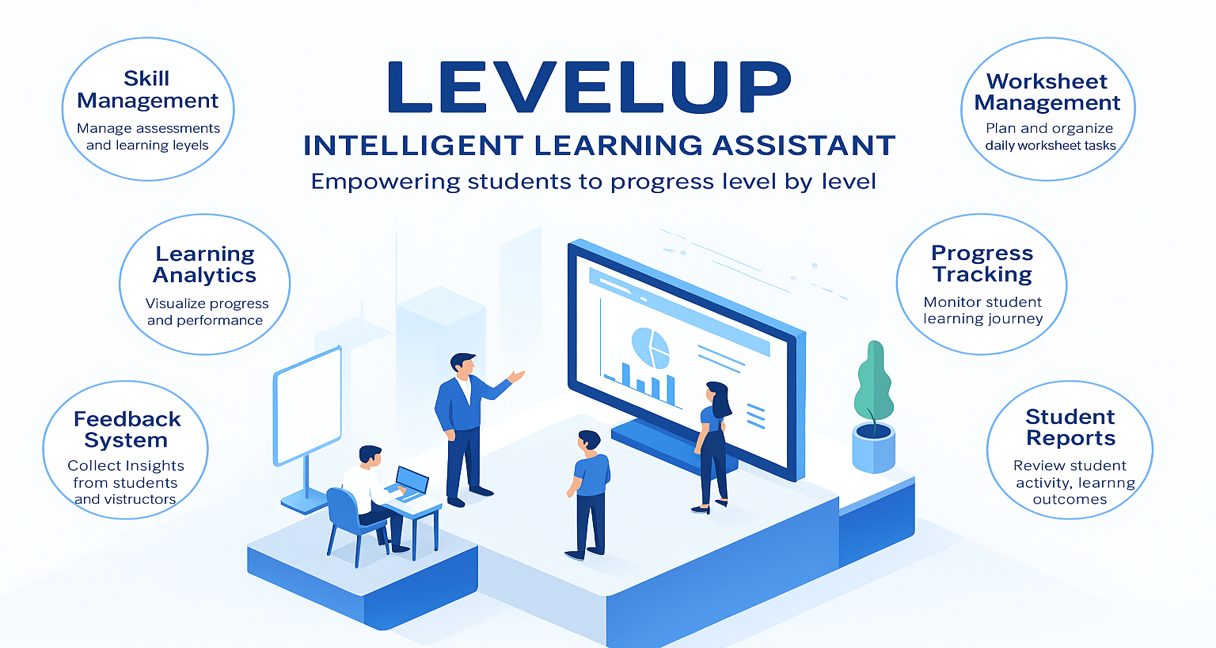 LEVELUP
INTELLIGENT LEARNING ASSISTANT
Empowering students to progress level by level
Skill
Management
Manage assessments
and learning leyels
Learning
Analytics
Visualize progress
and performance
Feedback
System
Collect Insights
from students
and vistructors
Worksheet
Management
Plan and organize
daily worksheet tasks
Progress
Tracking
Monitor student
learning journey
Student
Reports
Review student
activity, learnng
outcomes